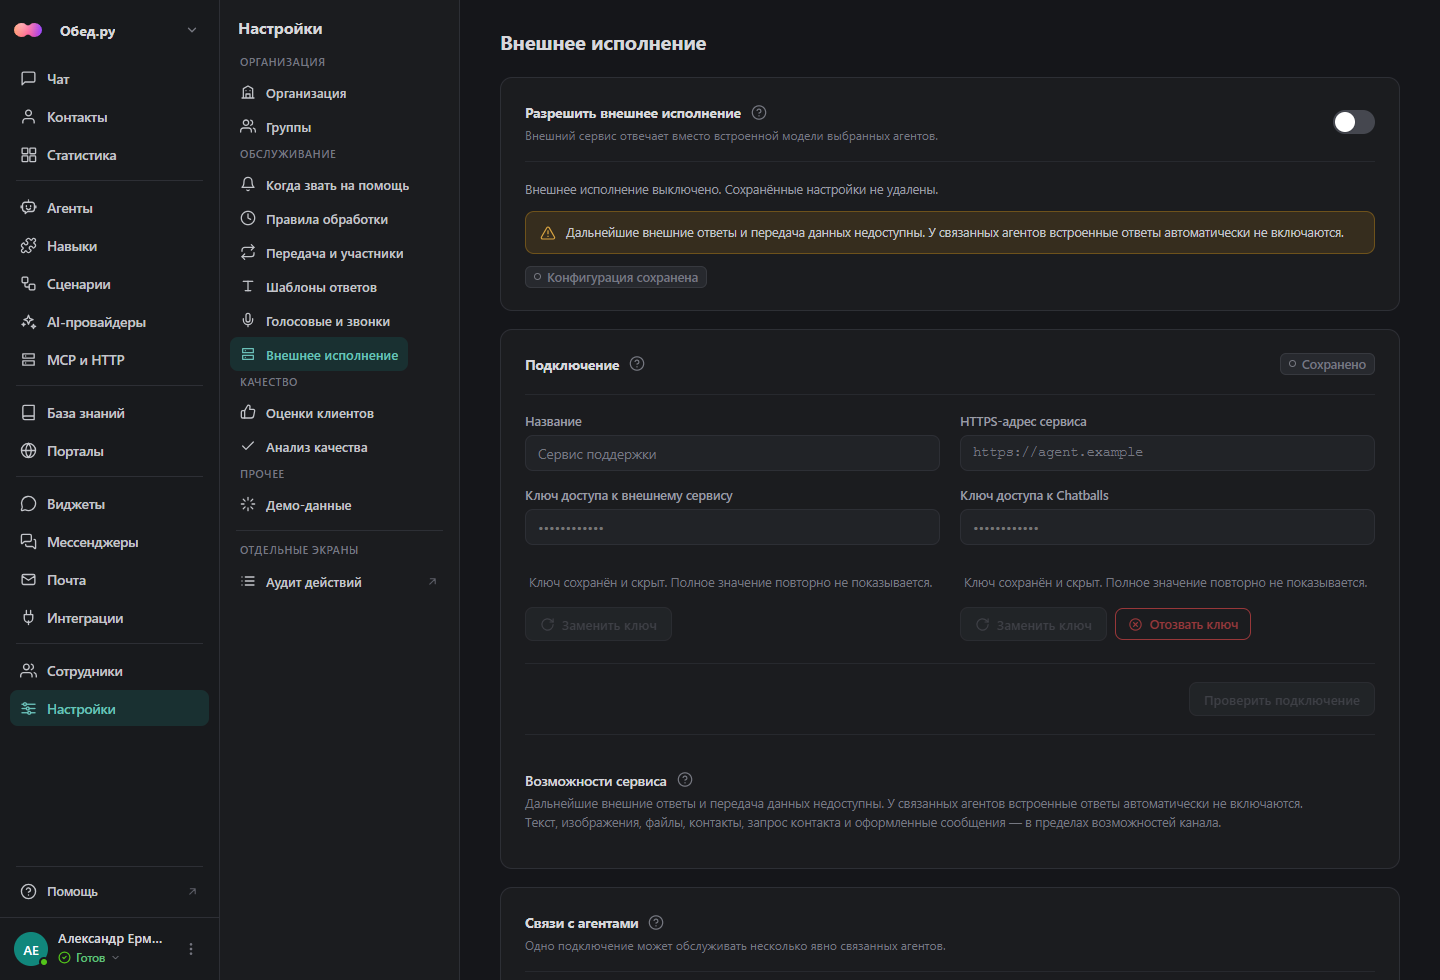 Обед.ру
Чат
Контакты
Статистика
Агенты
Навыки
Сценарии
AI-провайдеры
MCP и HTTP
База знаний
Порталы
Виджеты
Мессенджеры
Почта
Интеграции
Сотрудники
Настройки
Помощь
АЕ
Александр Ерм...
Готов
Настройки
ОРГАНИЗАЦИЯ
Организация
Группы
ОБСЛУЖИВАНИЕ
Когда звать на помощь
Правила обработки
Передача и участники
Шаблоны ответов
Голосовые и звонки
Внешнее исполнение
КАЧЕСТВО
Оценки клиентов
Анализ качества
ПРОЧЕЕ
Демо-данные
ОТДЕЛЬНЫЕ ЭКРАНЫ
Аудит действий
Внешнее исполнение
Разрешить внешнее исполнение
Внешний сервис отвечает вместо встроенной модели выбранных агентов.
Внешнее исполнение выключено. Сохранённые настройки не удалены.
Дальнейшие внешние ответы и передача данных недоступны. У связанных агентов встроенные ответы автоматически не включаются.
Конфигурация сохранена
Подключение
Сохранено
Название
HTTPS-адрес сервиса
Сервис поддержки
https://agent.example
Ключ доступа к внешнему сервису
Ключ доступа к Chatballs
••••••••••••
••••••••••••
Ключ сохранён и скрыт. Полное значение повторно не показывается.
Ключ сохранён и скрыт. Полное значение повторно не показывается.
Заменить ключ
Заменить ключ
Отозвать ключ
Проверить подключение
Возможности сервиса
Дальнейшие внешние ответы и передача данных недоступны. У связанных агентов встроенные ответы автоматически не включаются.
Текст, изображения, файлы, контакты, запрос контакта и оформленные сообщения — в пределах возможностей канала.
Связи с агентами
Одно подключение может обслуживать несколько явно связанных агентов.